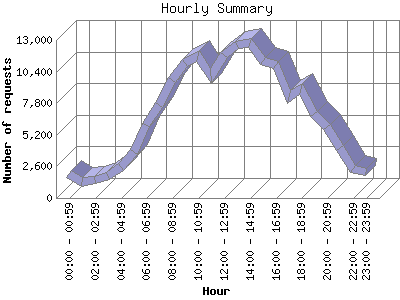 Hourly Summary
Number of requests
13,000
10,400
7,800
5,200
2,600
0
00:00 - 00:59
02:00 - 02:59
04:00 - 04:59
06:00 - 06:59
08:00 - 08:59
10:00 - 10:59
12:00 - 12:59
14:00 - 14:59
16:00 - 16:59
18:00 - 18:59
20:00 - 20:59
22:00 - 22:59
23:00 - 23:59
Hour